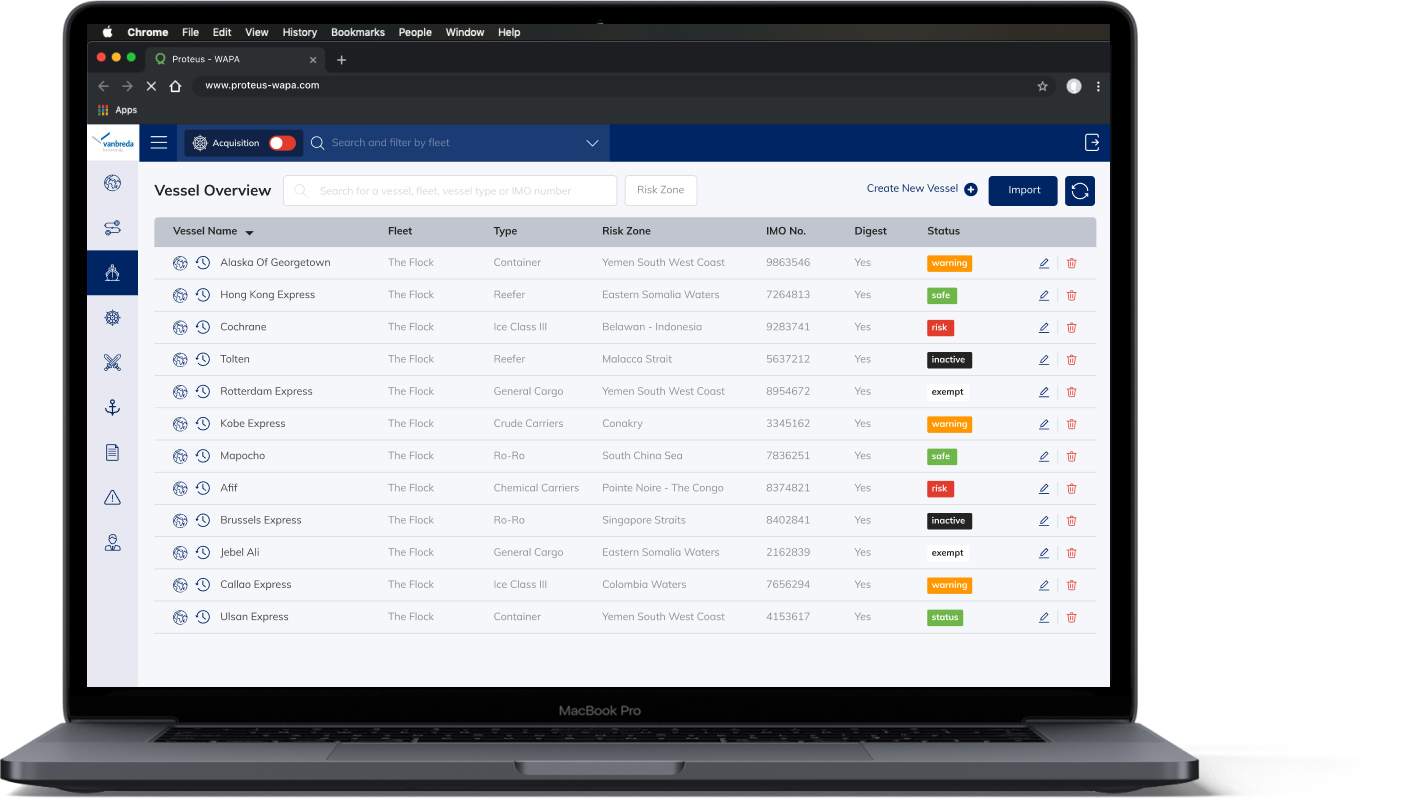 Chrome File Edit View History Bookmarks People Window Help
Proteus - WAPA
www.proteus-wapa.com
Apps
vanbreda
Acquisition
Search and filter by fleet
Vessel Overview
Search for a vessel, fleet, vessel type or IMO number
Risk Zone
Create New Vessel
Import
Vessel Name Fleet Type Risk Zone IMO No. Digest Status
Alaska Of Georgetown The Flock Container Yemen South West Coast 9863546 Yes warning
Hong Kong Express The Flock Reefer Eastern Somalia Waters 7264813 Yes safe
Cochrane The Flock Ice Class III Belawan - Indonesia 9283741 Yes risk
Tolten The Flock Reefer Malacca Strait 5637212 Yes inactive
Rotterdam Express The Flock General Cargo Yemen South West Coast 8954672 Yes exempt
Kobe Express The Flock Crude Carriers Conakry 3345162 Yes warning
Mapocho The Flock Ro-Ro South China Sea 7836251 Yes safe
Afif The Flock Chemical Carriers Pointe Noire - The Congo 8374821 Yes risk
Brussels Express The Flock Ro-Ro Singapore Straits 8402841 Yes inactive
Jebel Ali The Flock General Cargo Eastern Somalia Waters 2162839 Yes exempt
Callao Express The Flock Ice Class III Colombia Waters 7656294 Yes warning
Ulsan Express The Flock Container Yemen South West Coast 4153617 Yes status
MacBook Pro